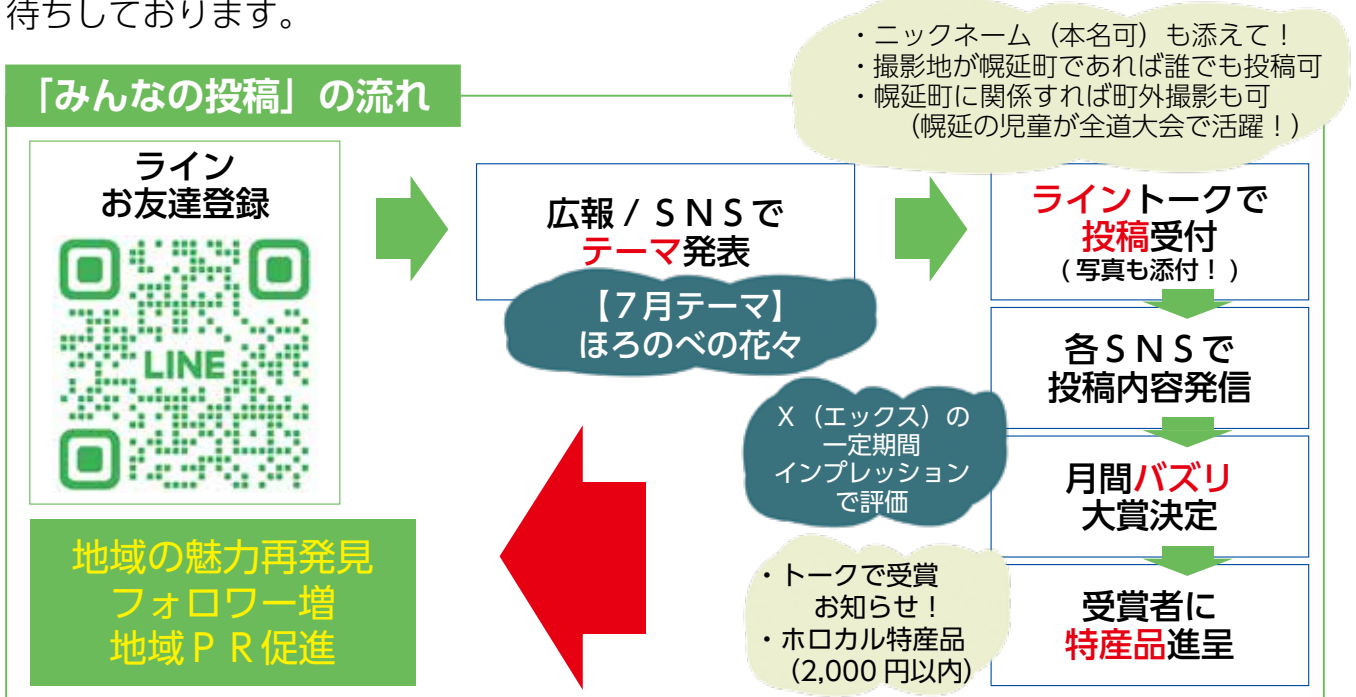 待ちしております。
「みんなの投稿」の流れ
ライン
お友達登録
LINE
広報 / ＳＮＳで
テーマ発表
【７月テーマ】
ほろのべの花々
・ニックネーム（本名可）も添えて！
・撮影地が幌延町であれば誰でも投稿可
・幌延町に関係すれば町外撮影も可
（幌延の児童が全道大会で活躍！）
ライントークで
投稿受付
( 写真も添付！ )
各ＳＮＳで
投稿内容発信
Ｘ（エックス）の
一定期間
インプレッション
で評価
月間バズり
大賞決定
・トークで受賞
お知らせ！
・ホロカル特産品
（2,000 円以内）
受賞者に
特産品進呈
地域の魅力再発見
フォロワー増
地域ＰＲ促進